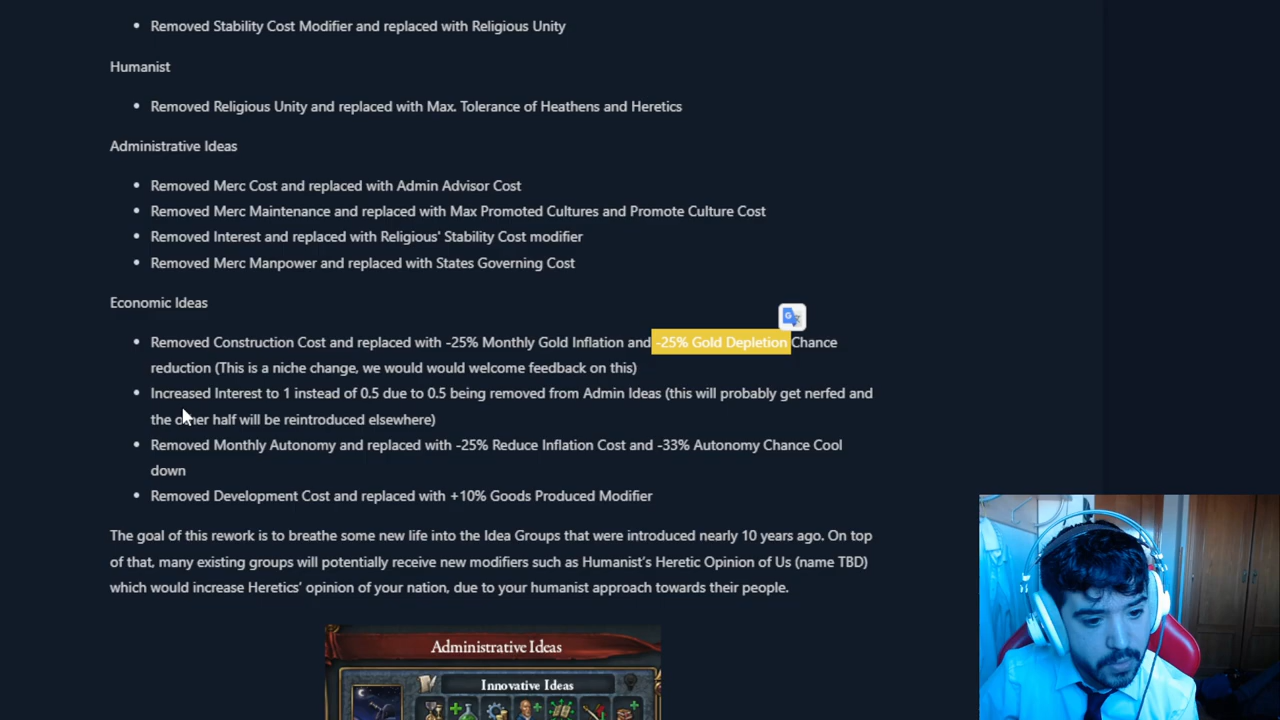 Removed Stability Cost Modifier and replaced with Religious Unity
Humanist
Removed Religious Unity and replaced with Max. Tolerance of Heathens and Heretics
Administrative Ideas
Removed Merc Cost and replaced with Admin Advisor Cost
Removed Merc Maintenance and replaced with Max Promoted Cultures and Promote Culture Cost
Removed Interest and replaced with Religious' Stability Cost modifier
Removed Merc Manpower and replaced with States Governing Cost
Economic Ideas
Removed Construction Cost and replaced with -25% Monthly Gold Inflation and -25% Gold Depletion Chance
reduction (This is a niche change, we would would welcome feedback on this)
Increased Interest to 1 instead of 0.5 due to 0.5 being removed from Admin Ideas (this will probably get nerfed and
the other half will be reintroduced elsewhere)
Removed Monthly Autonomy and replaced with -25% Reduce Inflation Cost and -33% Autonomy Chance Cool
down
Removed Development Cost and replaced with +10% Goods Produced Modifier
The goal of this rework is to breathe some new life into the Idea Groups that were introduced nearly 10 years ago. On top
of that, many existing groups will potentially receive new modifiers such as Humanist's Heretic Opinion of Us (name TBD)
which would increase Heretics' opinion of your nation, due to your humanist approach towards their people.
Administrative Ideas
Innovative Ideas